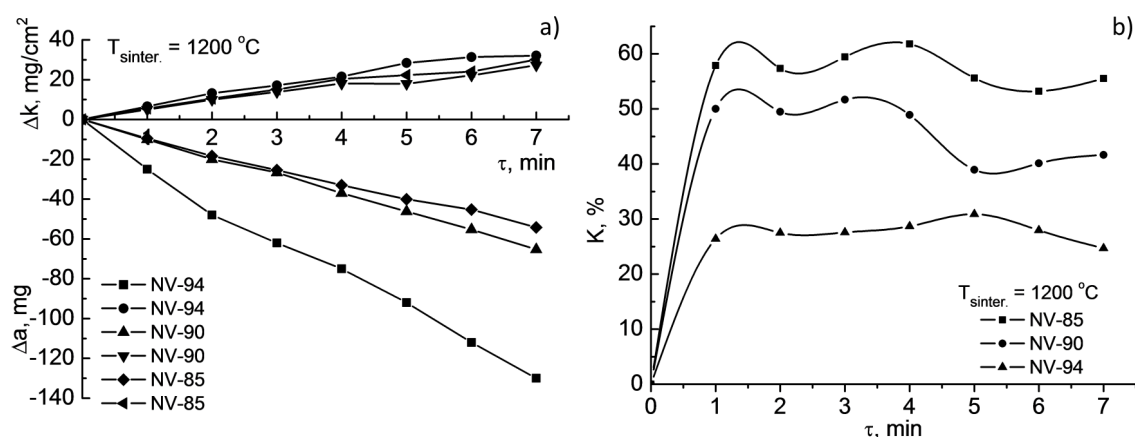 a)
T sinter. = 1200 °C
Δk, mg/cm²
40
20
0
-20
-40
-60
-80
-100
-120
-140
Δa, mg
1 2 3 4 5 6 7
τ, min
NV-94
NV-94
NV-90
NV-90
NV-85
NV-85
b)
K, %
60
50
40
30
20
10
0
0 1 2 3 4 5 6 7
τ, min
T sinter. = 1200 °C
NV-85
NV-90
NV-94